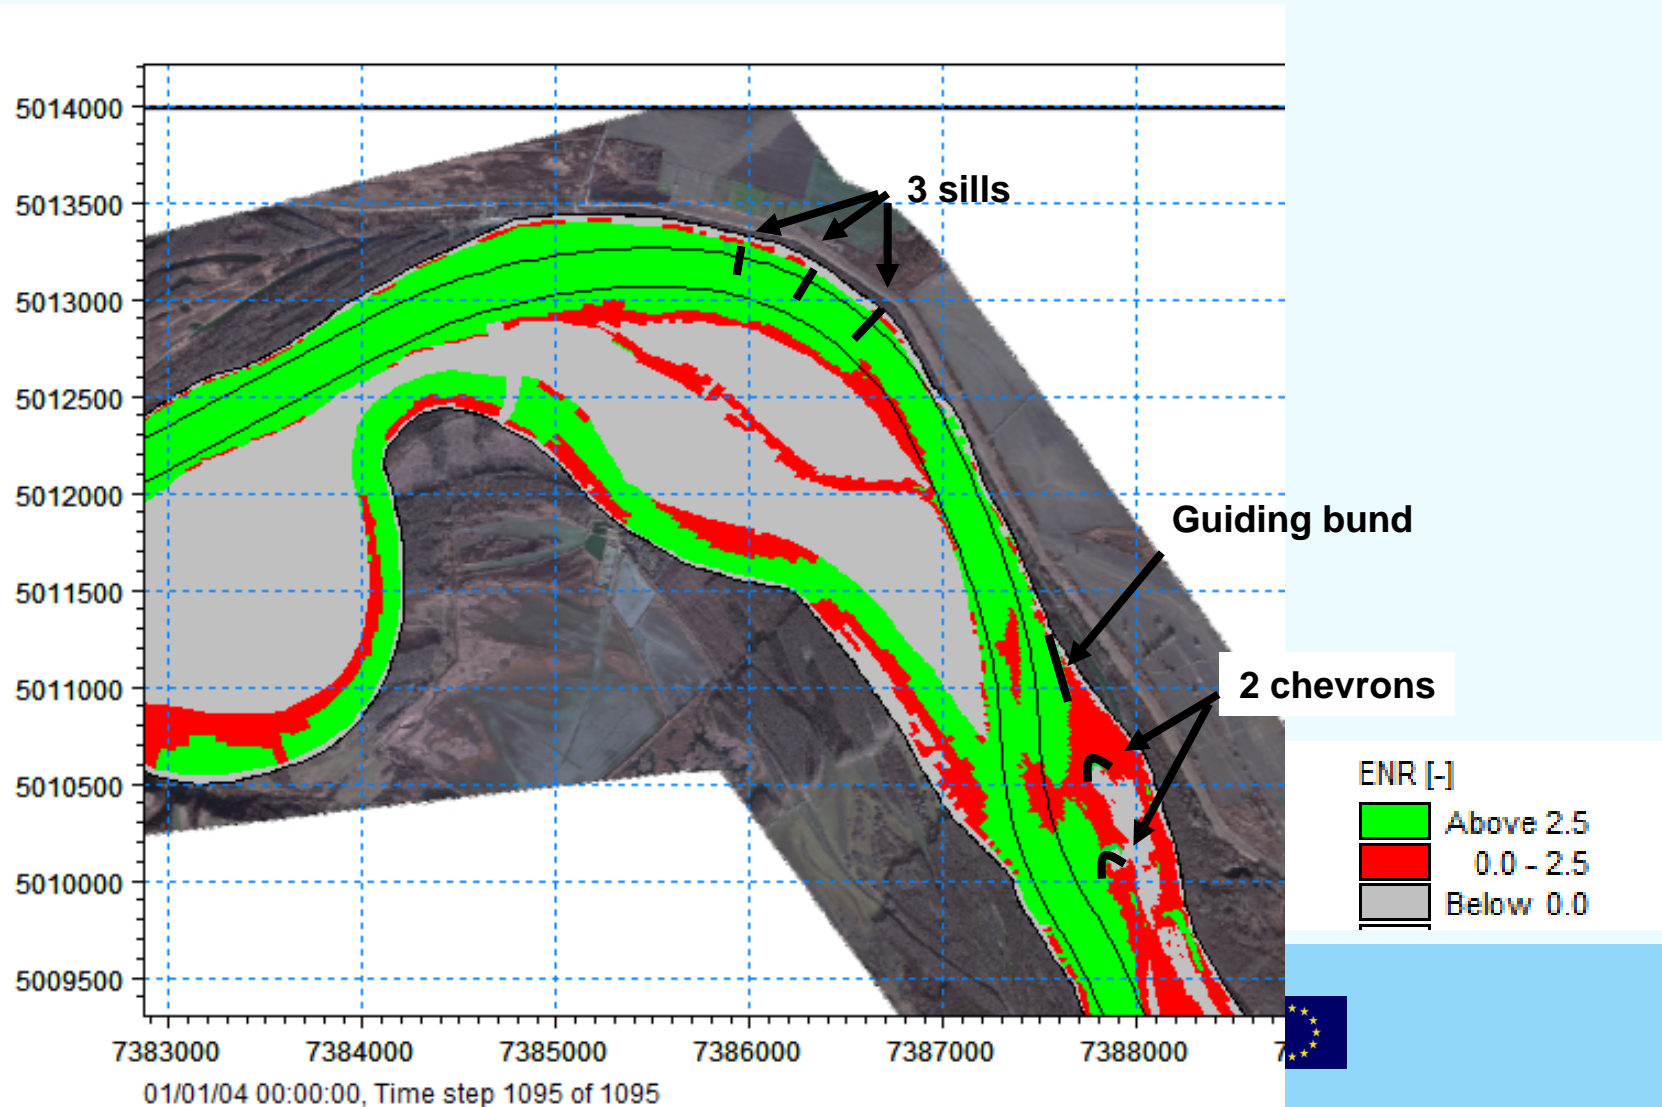 5014000
5013500
5013000
5012500
5012000
5011500
5011000
5010500
5010000
5009500
3 sills
Guiding bund
2 chevrons
ENR [-]
Above 2.5
0.0 - 2.5
Below 0.0
7383000 7384000 7385000 7386000 7387000 7388000 7
01/01/04 00:00:00, Time step 1095 of 1095